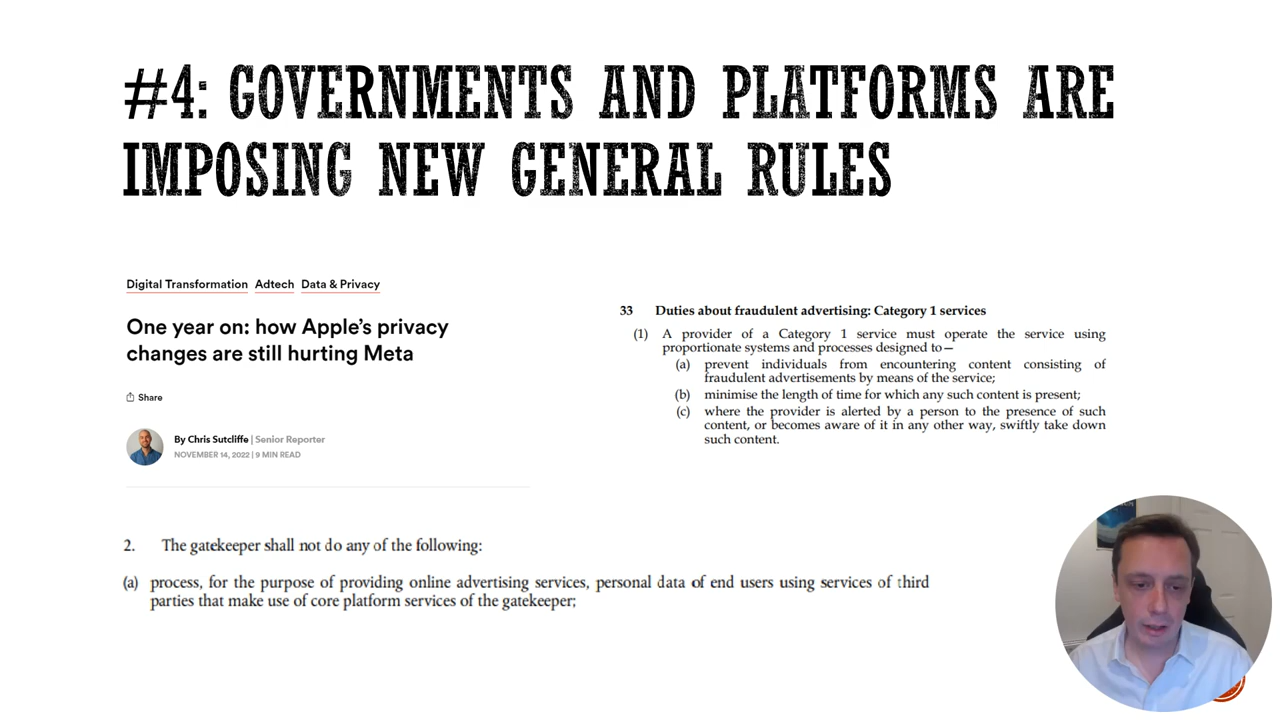 #4: GOVERNMENTS AND PLATFORMS ARE
IMPOSING NEW GENERAL RULES
Digital Transformation Adtech Data & Privacy
One year on: how Apple's privacy
changes are still hurting Meta
Share
By Chris Sutcliffe | Senior Reporter
NOVEMBER 14, 2022 | 9 MIN READ
33 Duties about fraudulent advertising: Category 1 services
(1) A provider of a Category 1 service must operate the service using
proportionate systems and processes designed to—
(a) prevent individuals from encountering content consisting of
fraudulent advertisements by means of the service;
(b) minimise the length of time for which any such content is present;
(c) where the provider is alerted by a person to the presence of such
content, or becomes aware of it in any other way, swiftly take down
such content.
2. The gatekeeper shall not do any of the following:
(a) process, for the purpose of providing online advertising services, personal data of end users using services of third
parties that make use of core platform services of the gatekeeper;